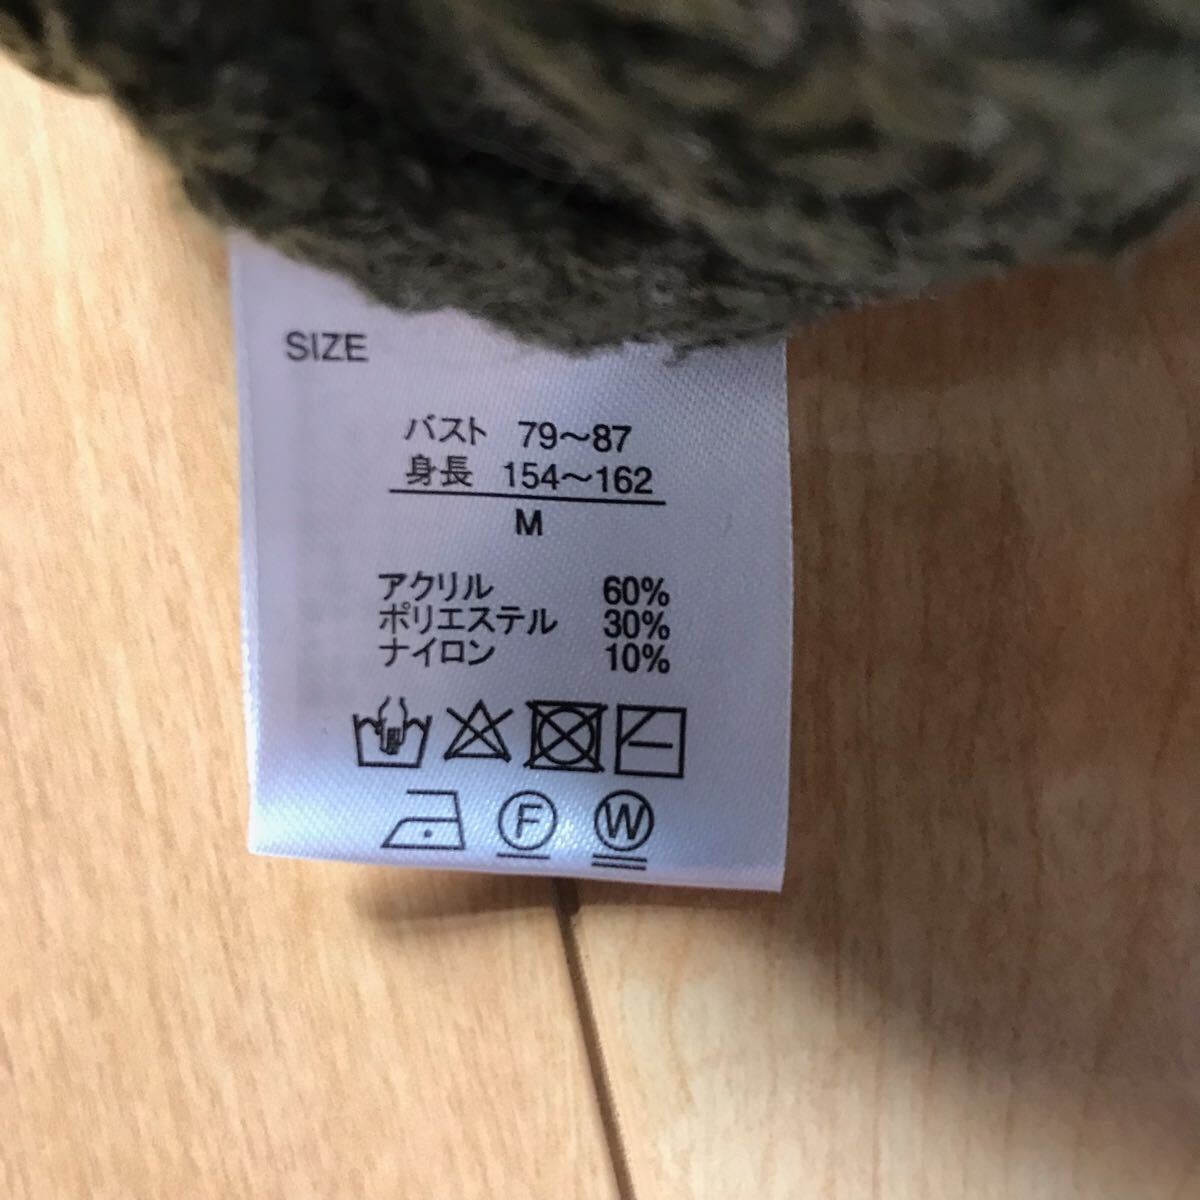 SIZE
バスト 79～87
身長 154～162
M
アクリル 60%
ポリエステル 30%
ナイロン 10%
F W